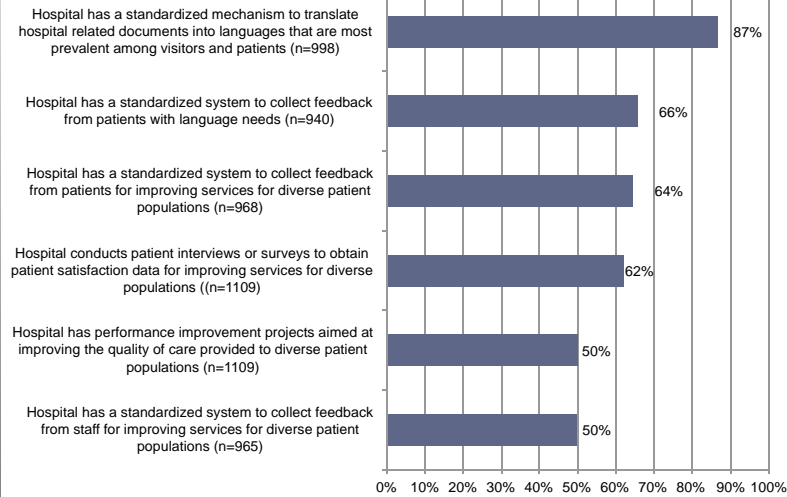 Hospital has a standardized mechanism to translate
hospital related documents into languages that are most
prevalent among visitors and patients (n=998)
87%
Hospital has a standardized system to collect feedback
from patients with language needs (n=940)
66%
Hospital has a standardized system to collect feedback
from patients for improving services for diverse patient
populations (n=968)
64%
Hospital conducts patient interviews or surveys to obtain
patient satisfaction data for improving services for diverse
populations ((n=1109)
62%
Hospital has performance improvement projects aimed at
improving the quality of care provided to diverse patient
populations (n=1109)
50%
Hospital has a standardized system to collect feedback
from staff for improving services for diverse patient
populations (n=965)
50%
0% 10% 20% 30% 40% 50% 60% 70% 80% 90% 100%